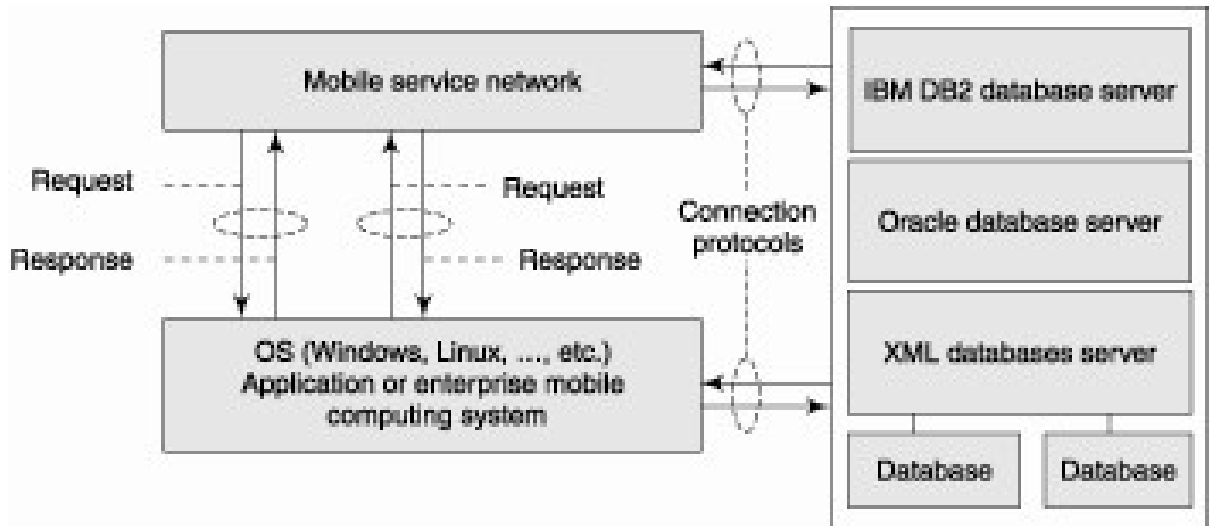 Mobile service network
IBM DB2 database server
Request
Request
Connection
protocols
Oracle database server
Response
Response
OS (Windows, Linux, ..., etc.)
Application or enterprise mobile
computing system
XML databases server
Database
Database